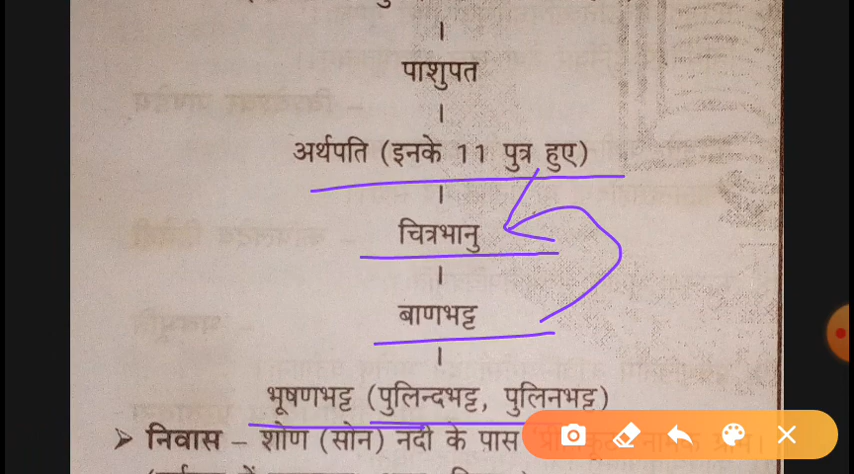 पाशुपत
अर्थपति (इनके 11 पुत्र हुए)
चित्रभानु
बाणभट्ट
भूषणभट्ट (पुलिन्दभट्ट, पुलिनभट्ट)
➤ निवास – शोण (सोन) नदी के पास